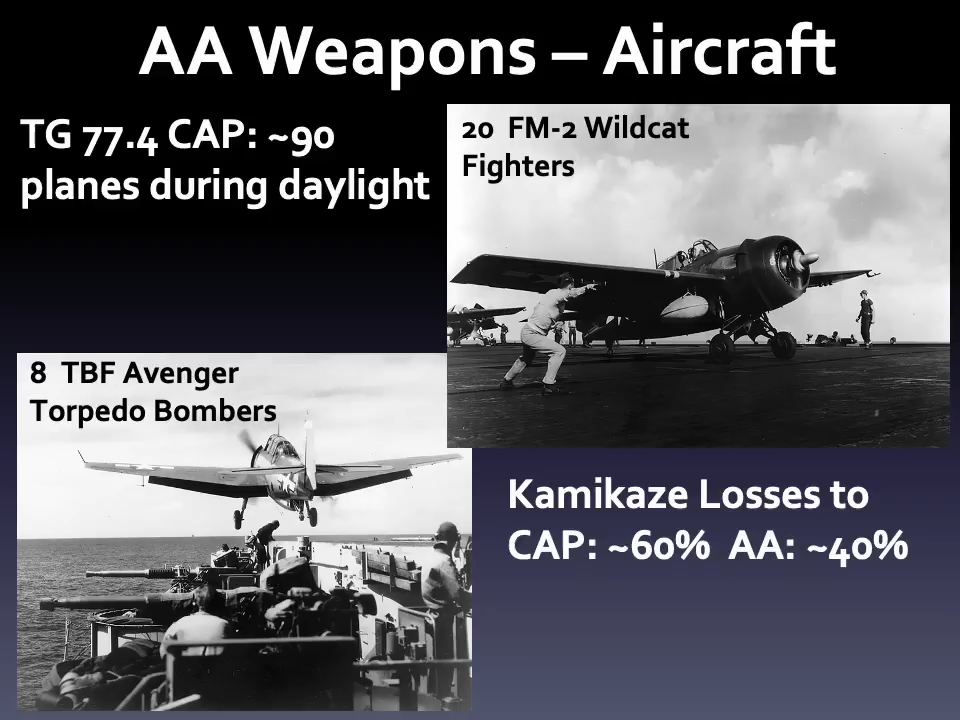 AA Weapons – Aircraft
TG 77.4 CAP: ~90
planes during daylight
20 FM-2 Wildcat
Fighters
8 TBF Avenger
Torpedo Bombers
Kamikaze Losses to
CAP: ~60% AA: ~40%